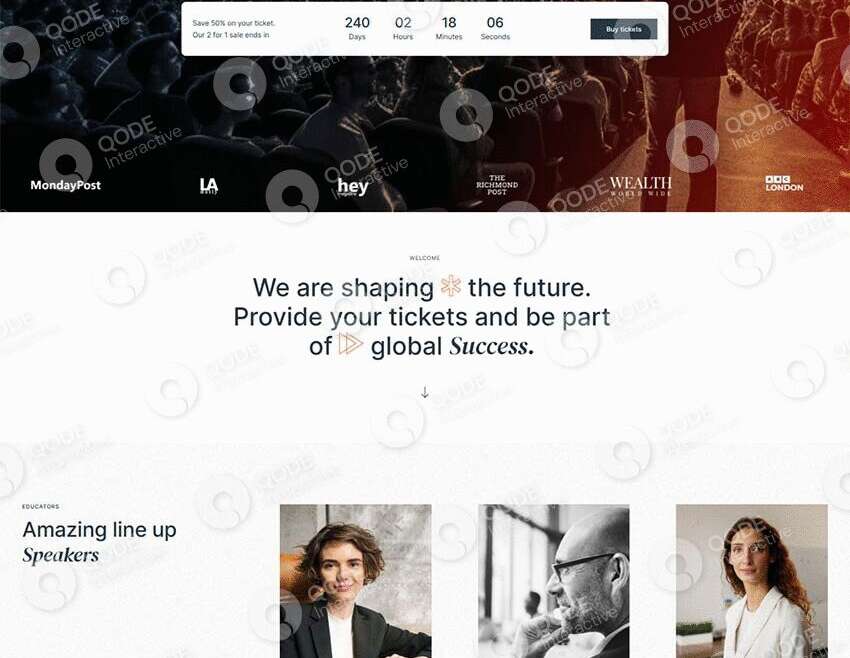 Save 50% on your ticket.
Our 2 for 1 sale ends in
240
Days
02
Hours
18
Minutes
06
Seconds
Buy tickets
MondayPost
LA
hey
THE
RICHMOND
POST
WEALTH
WORLD WIDE
BBC
LONDON
WELCOME
We are shaping the future.
Provide your tickets and be part
of global Success.
EDUCATORS
Amazing line up
Speakers
QODE
Interactive